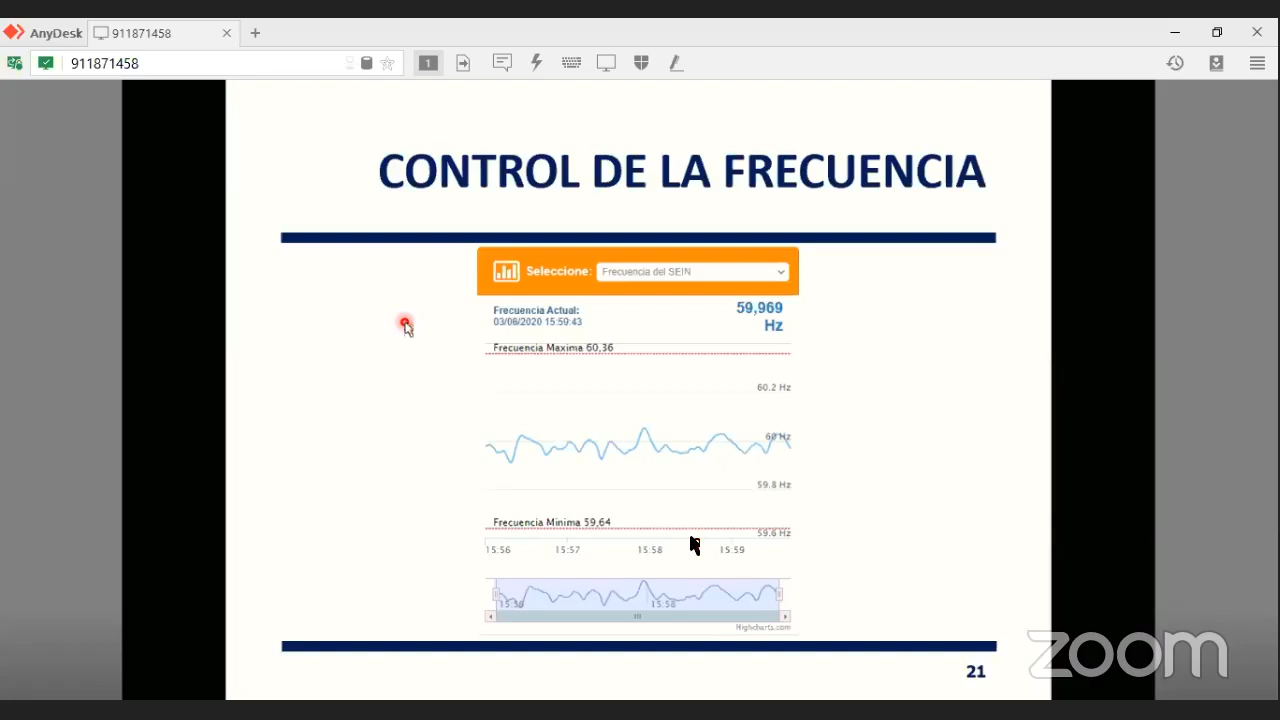 AnyDesk
911871458
911871458
1
CONTROL DE LA FRECUENCIA
Seleccione: Frecuencia del SEIN
Frecuencia Actual:
03/06/2020 15:59:43
59,969
Hz
Frecuencia Maxima 60,36
60.2 Hz
60 Hz
59.8 Hz
Frecuencia Minima 59,64
59.6 Hz
15:56 15:57 15:58 15:59
15:56 15:58
Highcharts.com
21
zoom